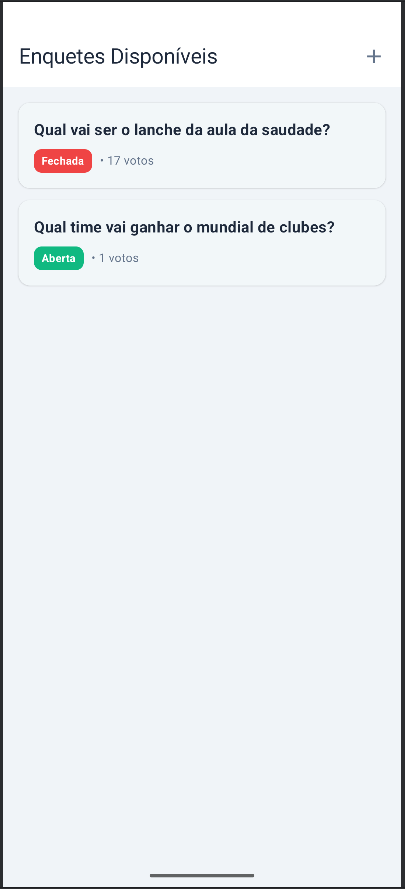 Enquetes Disponíveis +
Qual vai ser o lanche da aula da saudade?
Fechada • 17 votos
Qual time vai ganhar o mundial de clubes?
Aberta • 1 votos